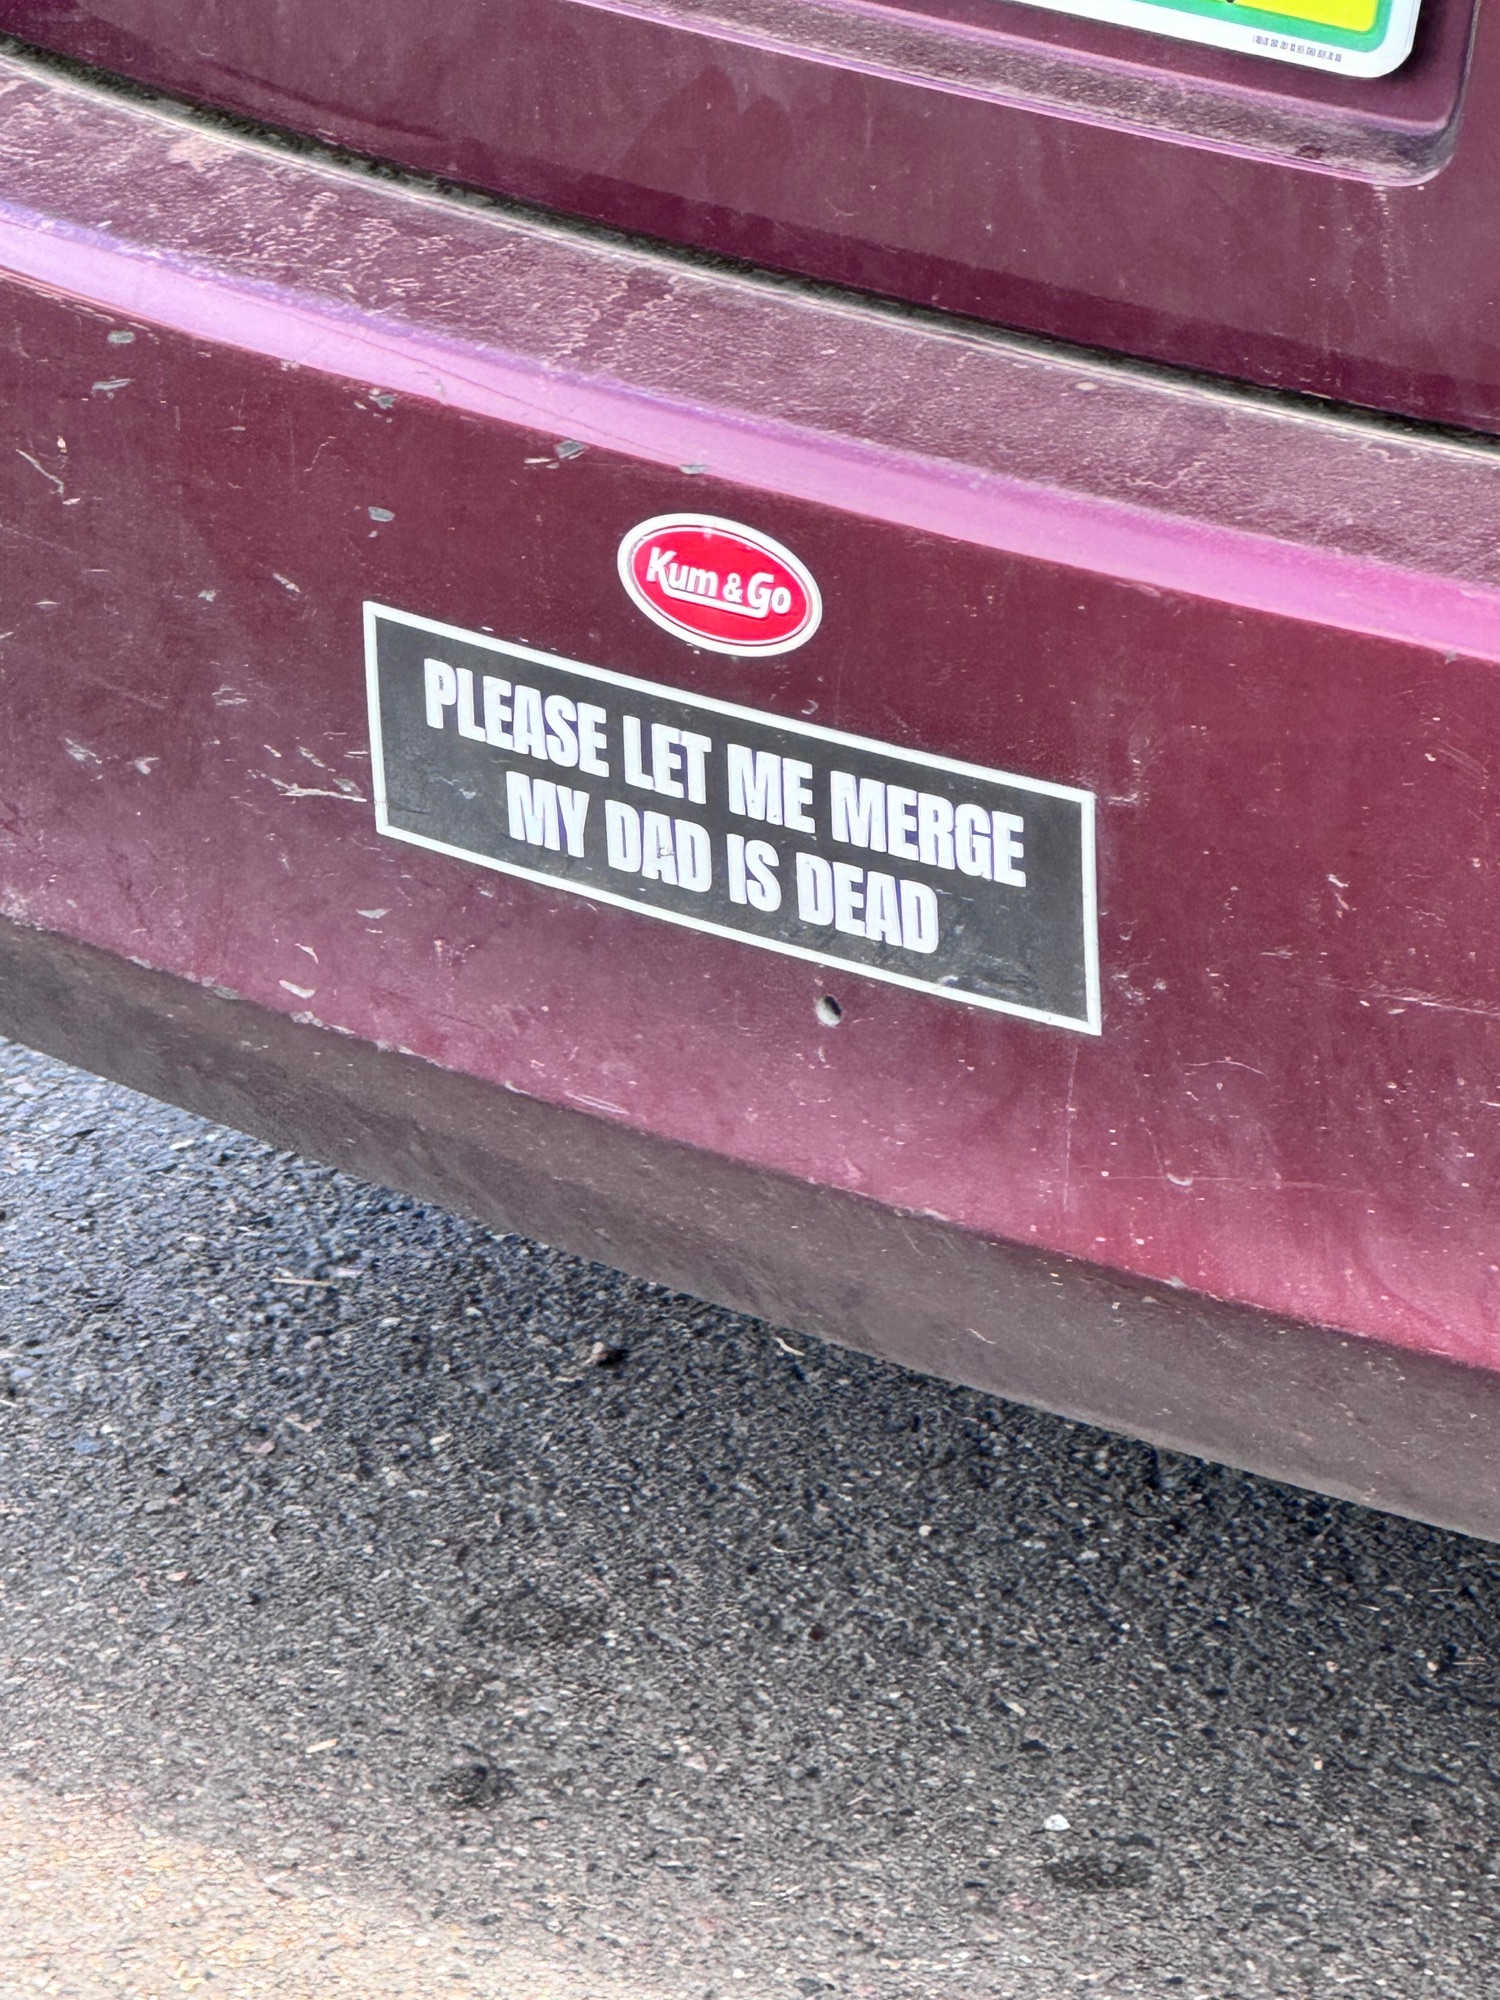 Kum & Go
PLEASE LET ME MERGE
MY DAD IS DEAD